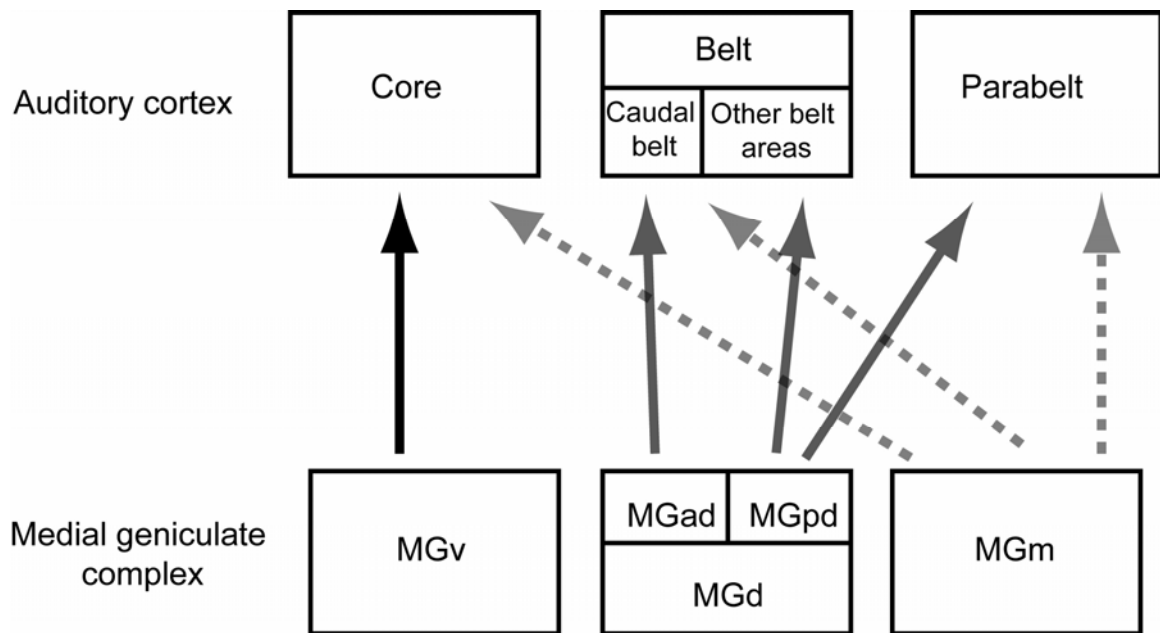 Auditory cortex
Core
Belt
Caudal
belt
Other belt
areas
Parabelt
Medial geniculate
complex
MGv
MGad
MGpd
MGd
MGm